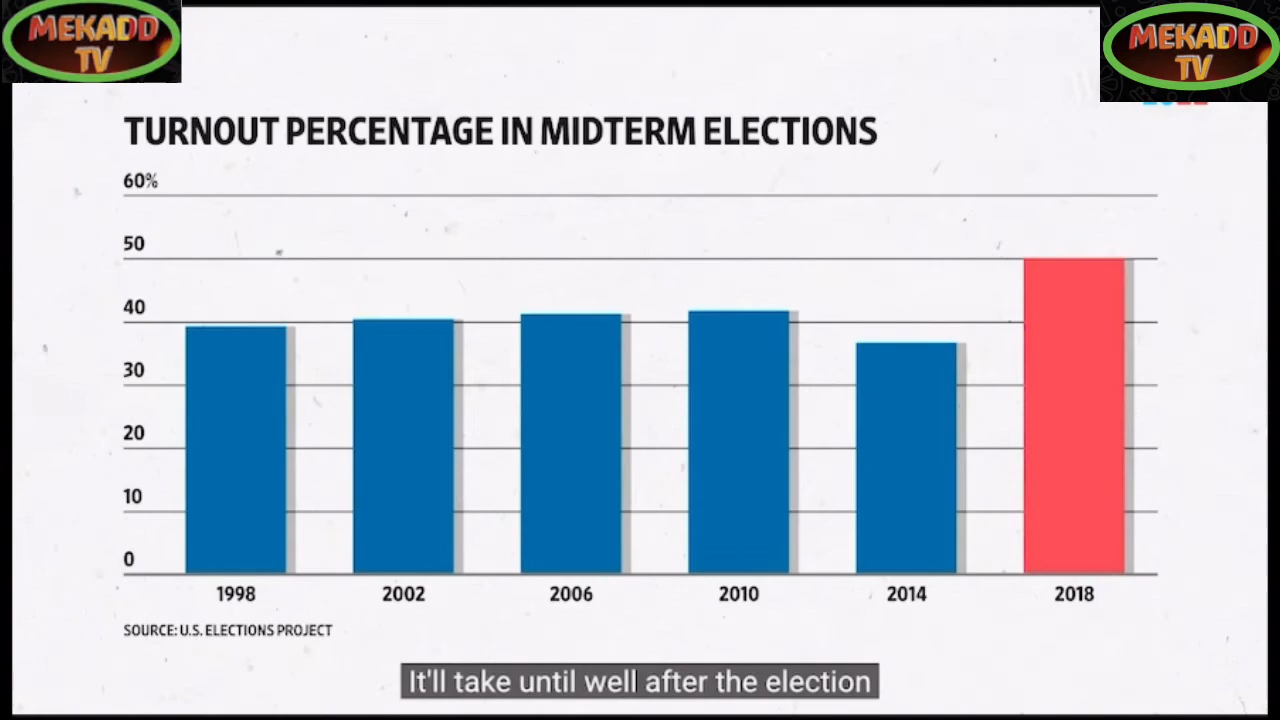 MEKADD
TV
MEKADD
TV
TURNOUT PERCENTAGE IN MIDTERM ELECTIONS
60%
50
40
30
20
10
0
1998 2002 2006 2010 2014 2018
SOURCE: U.S. ELECTIONS PROJECT
It'll take until well after the election